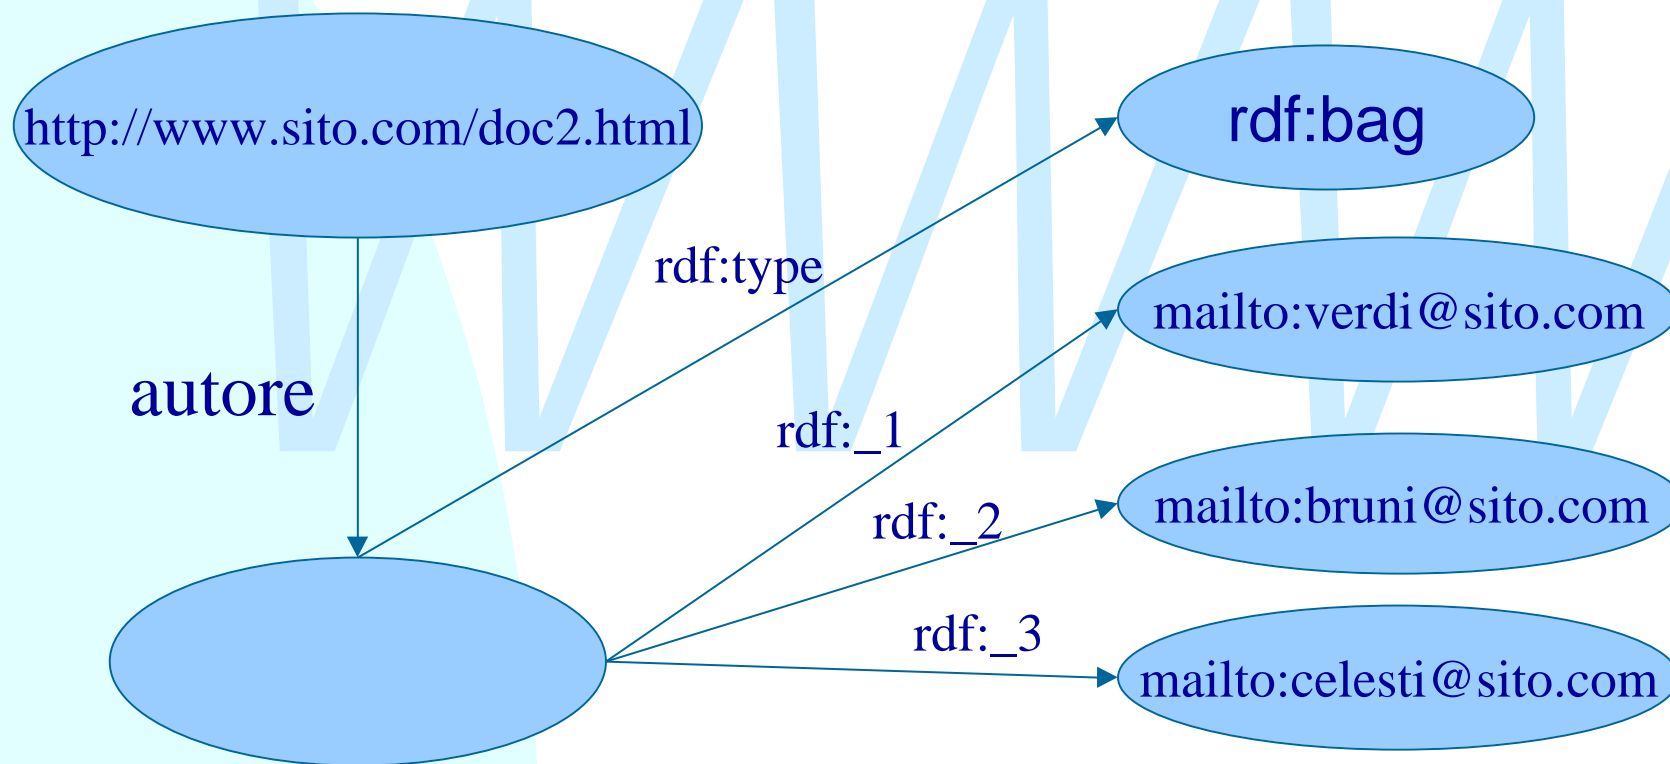 http://www.sito.com/doc2.html
rdf:bag
rdf:type
mailto:verdi@sito.com
autore
rdf:_1
mailto:bruni@sito.com
rdf:_2
rdf:_3
mailto:celesti@sito.com